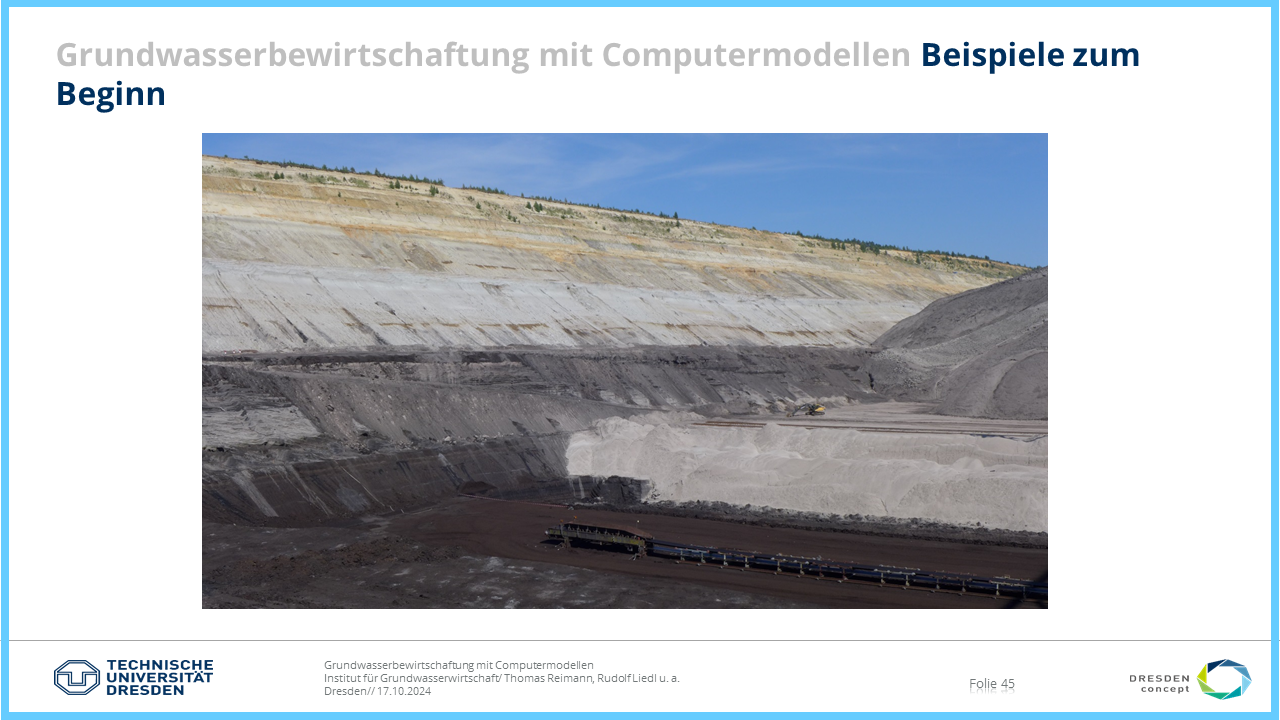 Grundwasserbewirtschaftung mit Computermodellen Beispiele zum
Beginn
TECHNISCHE
UNIVERSITÄT
DRESDEN
Grundwasserbewirtschaftung mit Computermodellen
Institut für Grundwasserwirtschaft/ Thomas Reimann, Rudolf Liedl u. a.
Dresden// 17.10.2024
Folie 45
DRESDEN
concept